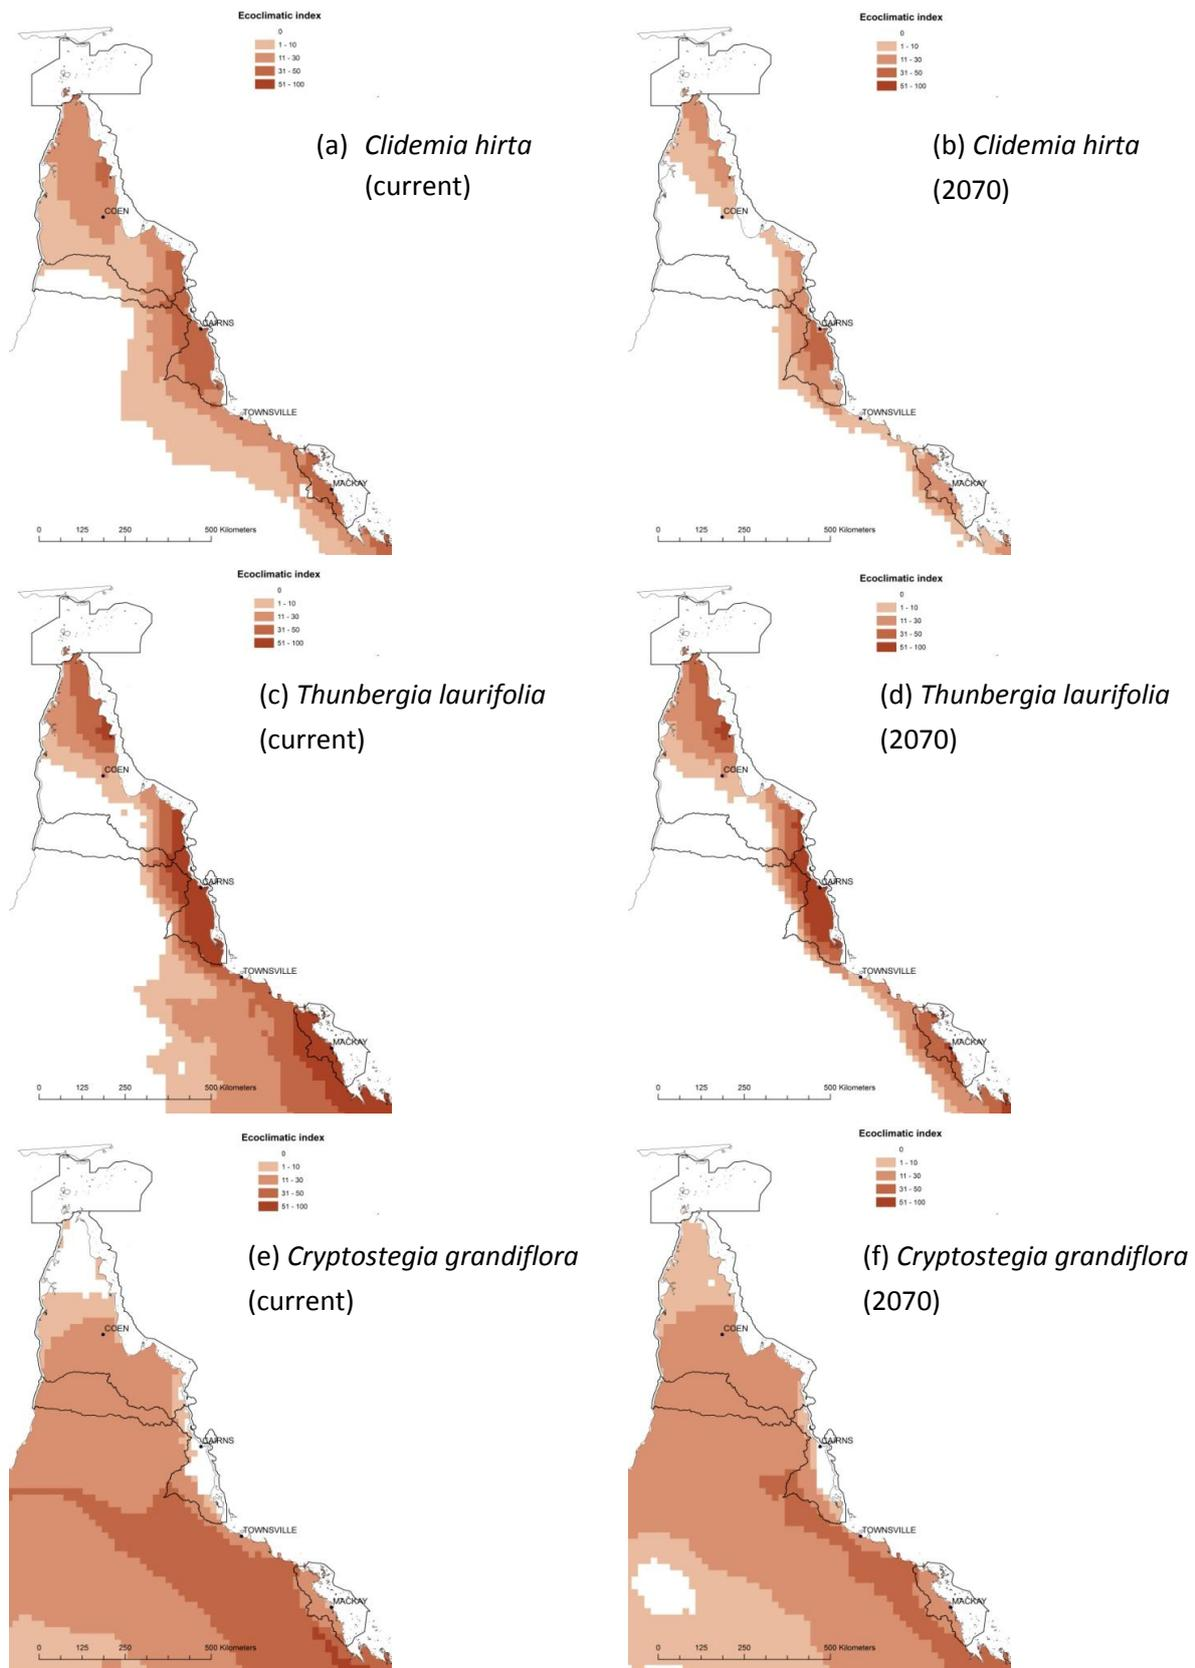 Ecoclimatic index
0
1 - 10
11 - 30
31 - 50
51 - 100
(a) Clidemia hirta
(current)
COEN
CAIRNS
TOWNSVILLE
MACKAY
0 125 250 500 Kilometers
Ecoclimatic index
0
1 - 10
11 - 30
31 - 50
51 - 100
(b) Clidemia hirta
(2070)
COEN
CAIRNS
TOWNSVILLE
MACKAY
0 125 250 500 Kilometers
Ecoclimatic index
0
1 - 10
11 - 30
31 - 50
51 - 100
(c) Thunbergia laurifolia
(current)
COEN
CAIRNS
TOWNSVILLE
MACKAY
0 125 250 500 Kilometers
Ecoclimatic index
0
1 - 10
11 - 30
31 - 50
51 - 100
(d) Thunbergia laurifolia
(2070)
COEN
CAIRNS
TOWNSVILLE
MACKAY
0 125 250 500 Kilometers
Ecoclimatic index
0
1 - 10
11 - 30
31 - 50
51 - 100
(e) Cryptostegia grandiflora
(current)
COEN
CAIRNS
TOWNSVILLE
MACKAY
0 125 250 500 Kilometers
Ecoclimatic index
0
1 - 10
11 - 30
31 - 50
51 - 100
(f) Cryptostegia grandiflora
(2070)
COEN
CAIRNS
TOWNSVILLE
MACKAY
0 125 250 500 Kilometers